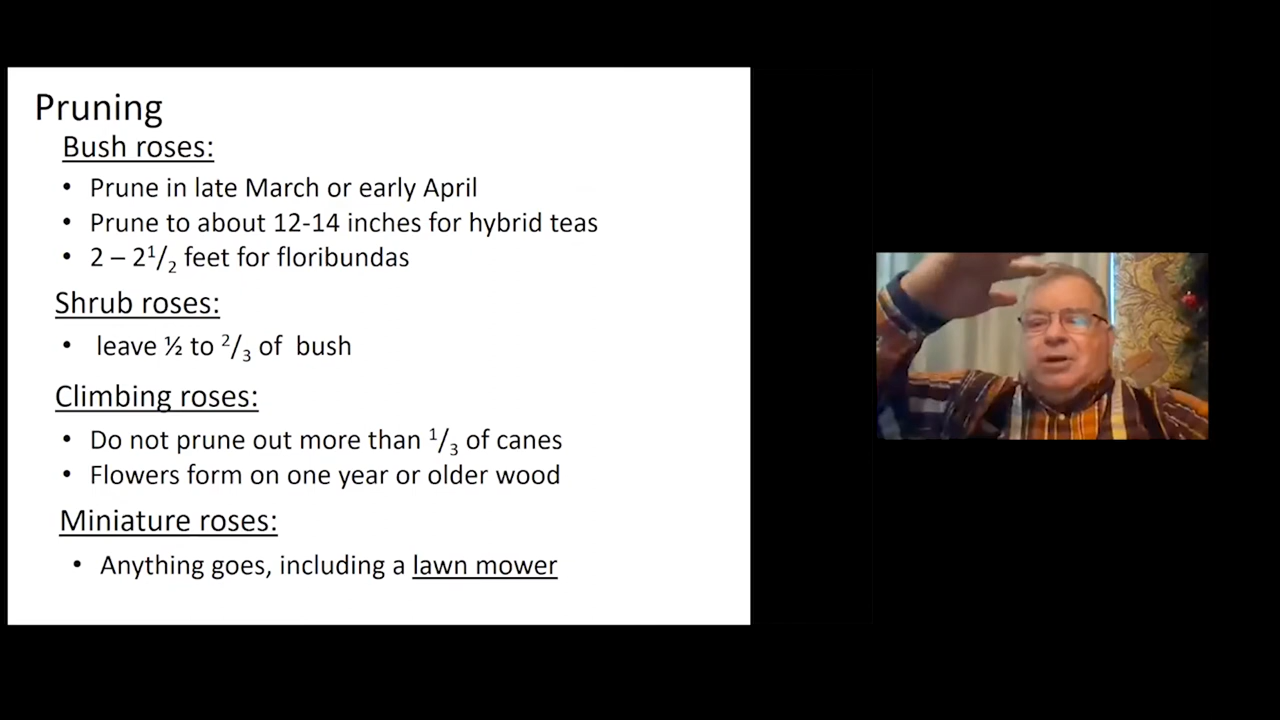 Pruning
Bush roses:
• Prune in late March or early April
• Prune to about 12-14 inches for hybrid teas
• 2 – 2 1/2 feet for floribundas
Shrub roses:
• leave ½ to 2/3 of bush
Climbing roses:
• Do not prune out more than 1/3 of canes
• Flowers form on one year or older wood
Miniature roses:
• Anything goes, including a lawn mower